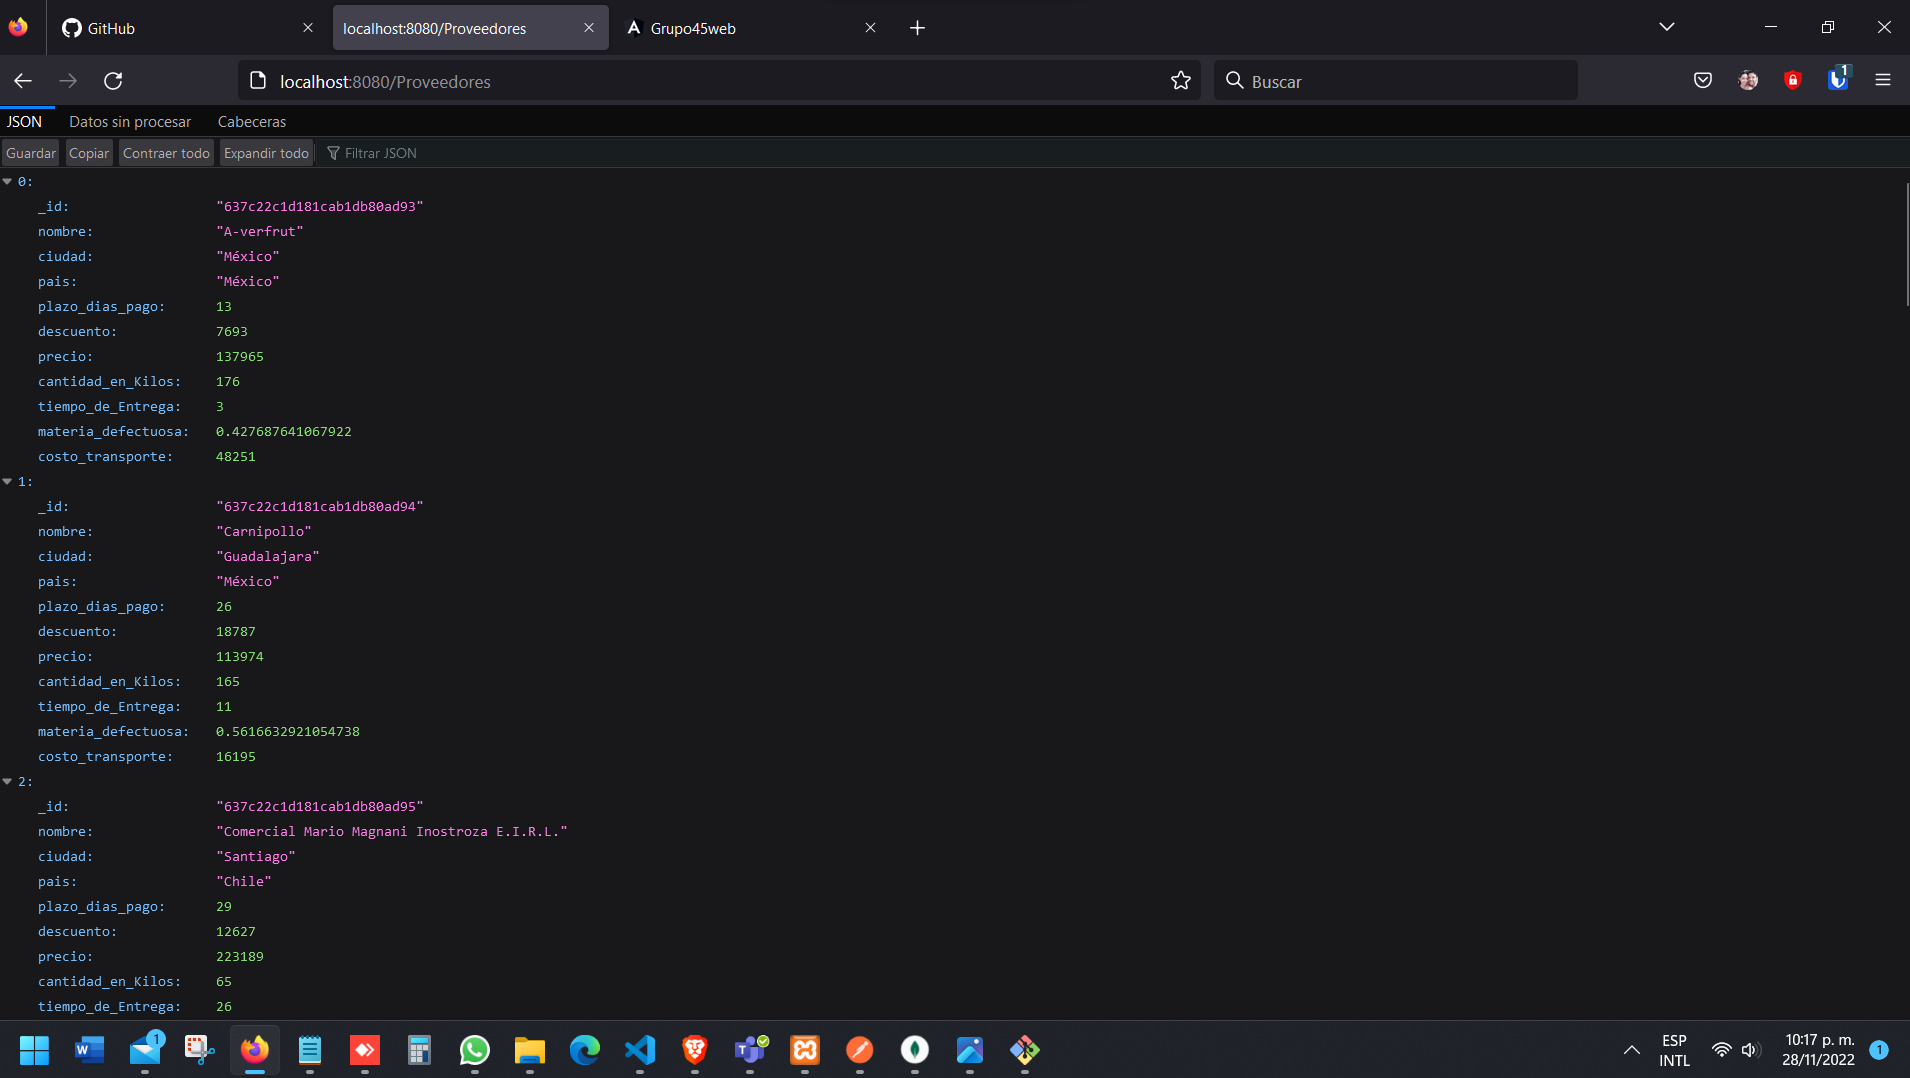 GitHub
localhost:8080/Proveedores
Grupo45web
localhost:8080/Proveedores
Buscar
1
JSON Datos sin procesar Cabeceras
Guardar Copiar Contraer todo Expandir todo Filtrar JSON
0:
_id: "637c22c1d181cab1db80ad93"
nombre: "A-verfrut"
ciudad: "México"
pais: "México"
plazo_dias_pago: 13
descuento: 7693
precio: 137965
cantidad_en_Kilos: 176
tiempo_de_Entrega: 3
materia_defectuosa: 0.427687641067922
costo_transporte: 48251
1:
_id: "637c22c1d181cab1db80ad94"
nombre: "Carnipollo"
ciudad: "Guadalajara"
pais: "México"
plazo_dias_pago: 26
descuento: 18787
precio: 113974
cantidad_en_Kilos: 165
tiempo_de_Entrega: 11
materia_defectuosa: 0.5616632921054738
costo_transporte: 16195
2:
_id: "637c22c1d181cab1db80ad95"
nombre: "Comercial Mario Magnani Inostroza E.I.R.L."
ciudad: "Santiago"
pais: "Chile"
plazo_dias_pago: 29
descuento: 12627
precio: 223189
cantidad_en_Kilos: 65
tiempo_de_Entrega: 26
1
ESP
INTL
10:17 p. m.
28/11/2022
1